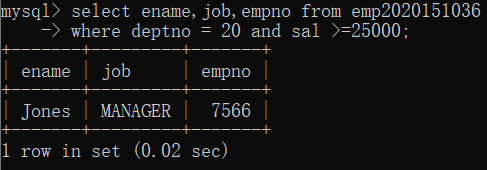 mysql> select ename,job,empno from emp2020151036
    -> where deptno = 20 and sal >=25000;
+-------+---------+-------+
| ename | job     | empno |
+-------+---------+-------+
| Jones | MANAGER |  7566 |
+-------+---------+-------+
1 row in set (0.02 sec)